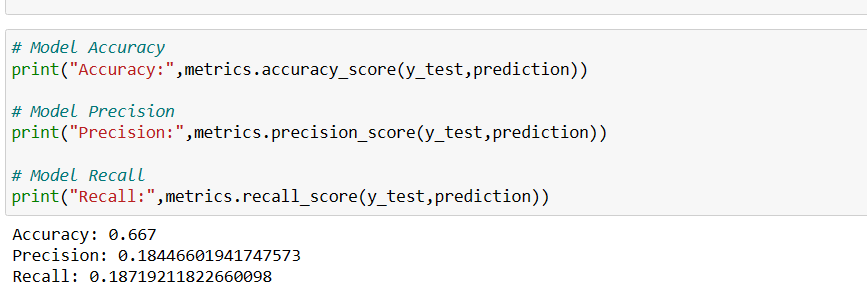 # Model Accuracy
print("Accuracy:",metrics.accuracy_score(y_test,prediction))
# Model Precision
print("Precision:",metrics.precision_score(y_test,prediction))
# Model Recall
print("Recall:",metrics.recall_score(y_test,prediction))
Accuracy: 0.667
Precision: 0.18446601941747573
Recall: 0.18719211822660098